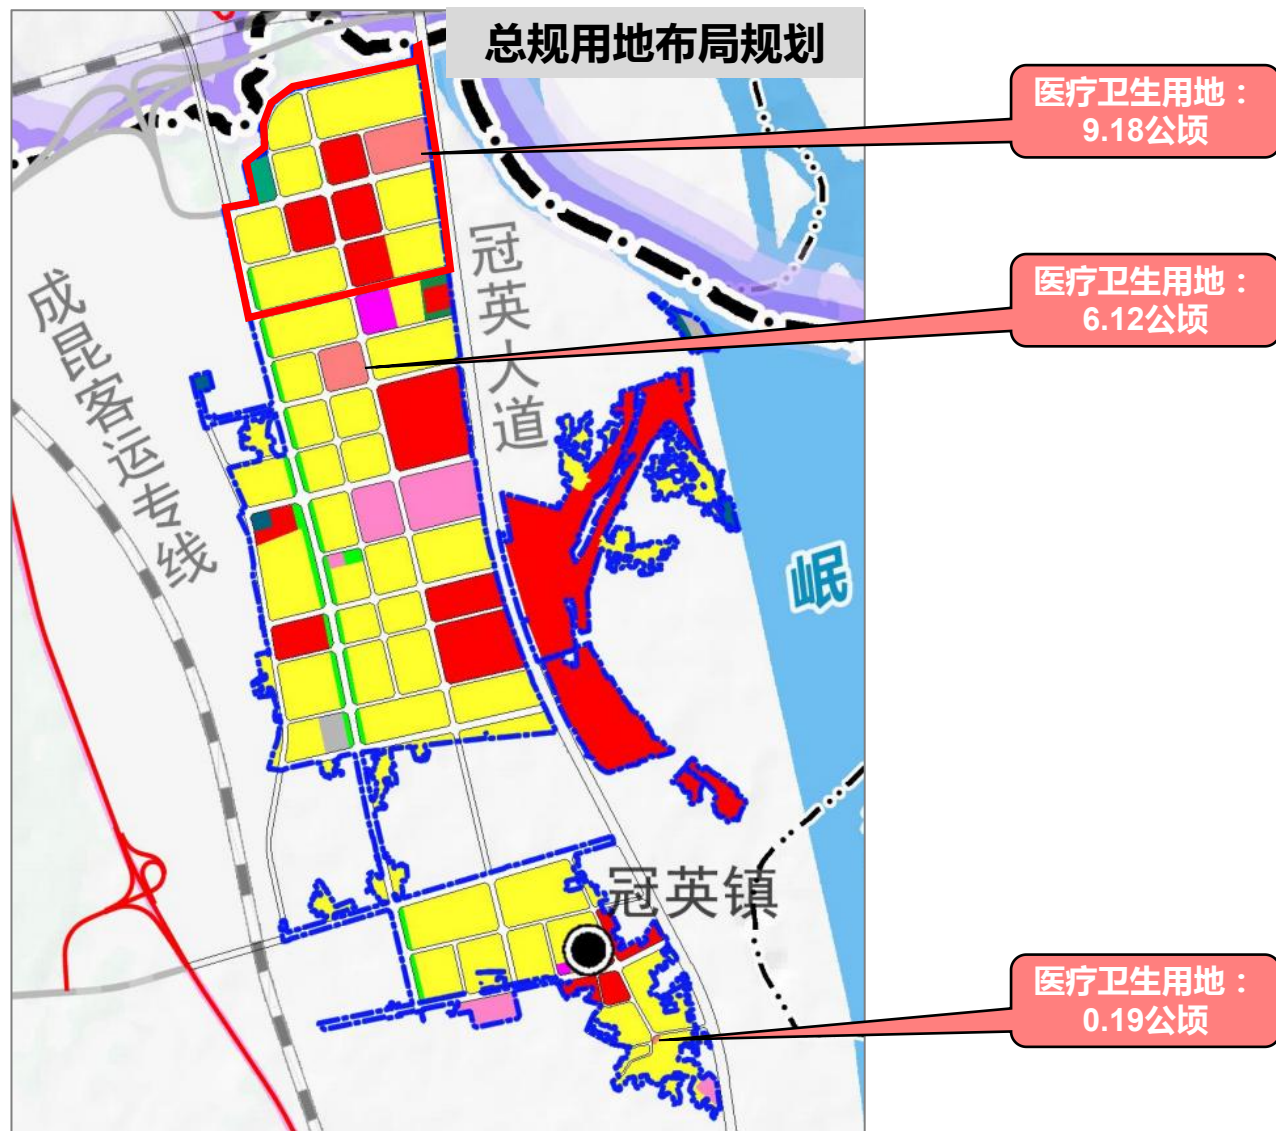 总规用地布局规划
医疗卫生用地：
9.18公顷
冠英大道
医疗卫生用地：
6.12公顷
成昆客运专线
岷
冠英镇
医疗卫生用地：
0.19公顷